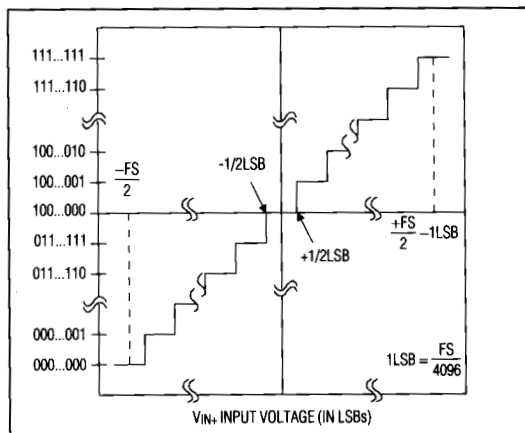 111...111
111...110
100...010
100...001
100...000
011...111
011...110
000...001
000...000
−FS
2
-1/2LSB
+1/2LSB
+FS
2
−1LSB
1LSB = FS
4096
VIN+ INPUT VOLTAGE (IN LSBs)